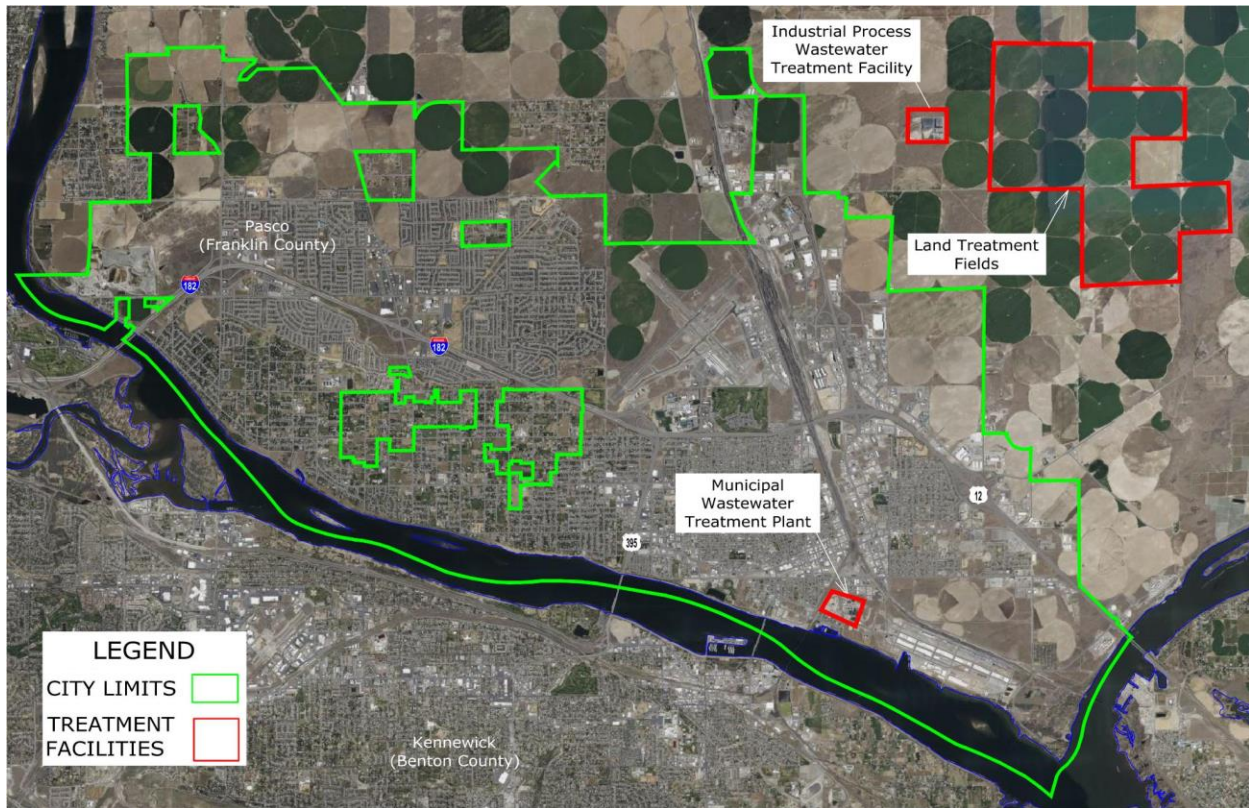 Industrial Process
Wastewater
Treatment Facility
Pasco
(Franklin County)
182
Land Treatment
Fields
182
Municipal
Wastewater
Treatment Plant
12
395
LEGEND
CITY LIMITS
TREATMENT
FACILITIES
Kennewick
(Benton County)